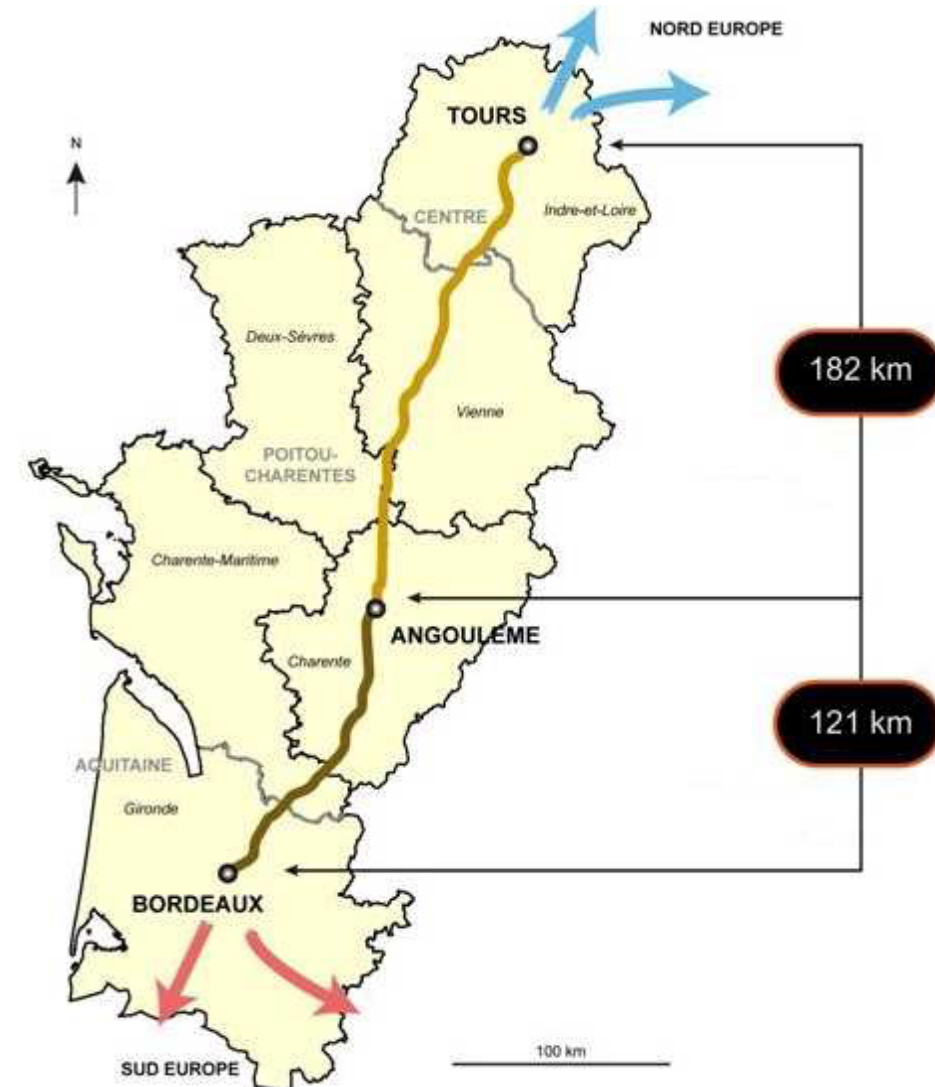 NORD EUROPE
TOURS
N
CENTRE
Indre-et-Loire
Deux-Sèvres
182 km
Vienne
POITOU-
CHARENTES
Charente-Maritime
ANGOULÊME
Charente
121 km
AQUITAINE
Gironde
BORDEAUX
100 km
SUD EUROPE